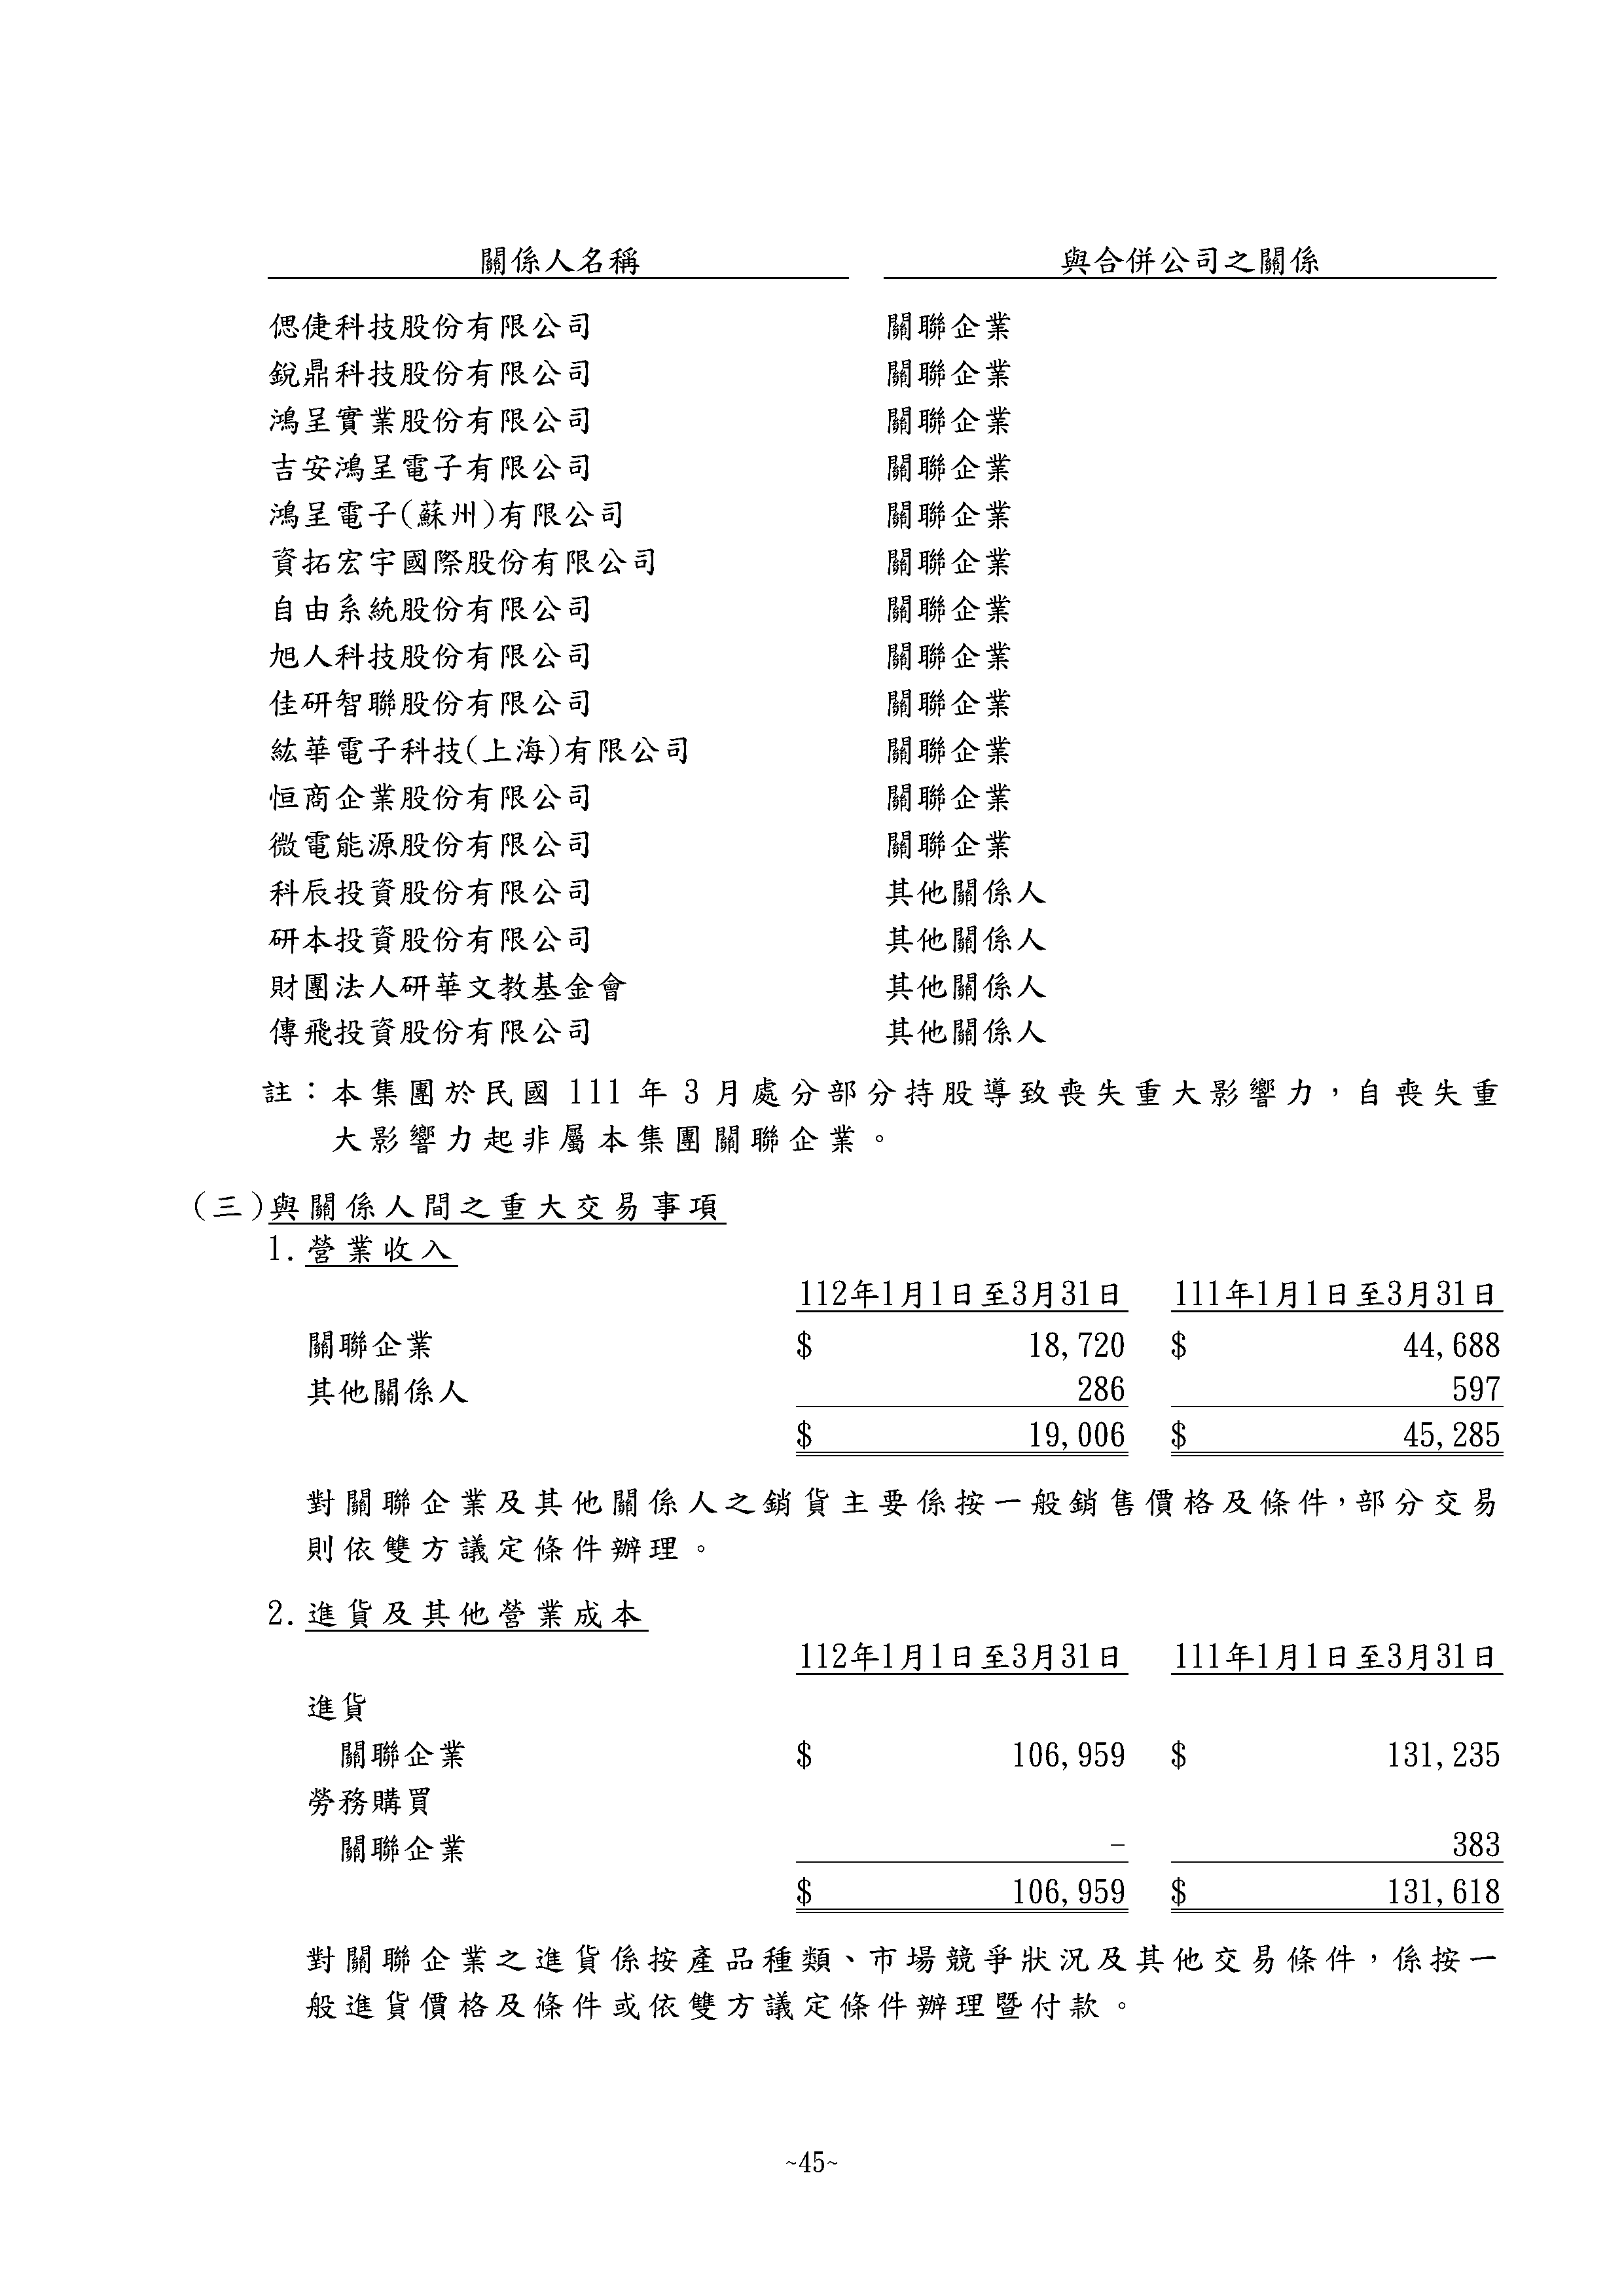 關係人名稱 與合併公司之關係
偲倢科技股份有限公司 關聯企業
銳鼎科技股份有限公司 關聯企業
鴻呈實業股份有限公司 關聯企業
吉安鴻呈電子有限公司 關聯企業
鴻呈電子(蘇州)有限公司 關聯企業
資拓宏宇國際股份有限公司 關聯企業
自由系統股份有限公司 關聯企業
旭人科技股份有限公司 關聯企業
佳研智聯股份有限公司 關聯企業
紘華電子科技(上海)有限公司 關聯企業
恒商企業股份有限公司 關聯企業
微電能源股份有限公司 關聯企業
科辰投資股份有限公司 其他關係人
研本投資股份有限公司 其他關係人
財團法人研華文教基金會 其他關係人
傳飛投資股份有限公司 其他關係人
註：本集團於民國 111 年 3 月處分部分持股導致喪失重大影響力，自喪失重
大影響力起非屬本集團關聯企業。
(三)與關係人間之重大交易事項
1. 營業收入
112年1月1日至3月31日 111年1月1日至3月31日
關聯企業 $ 18,720 $ 44,688
其他關係人 286 597
$ 19,006 $ 45,285
對關聯企業及其他關係人之銷貨主要係按一般銷售價格及條件，部分交易
則依雙方議定條件辦理。
2. 進貨及其他營業成本
112年1月1日至3月31日 111年1月1日至3月31日
進貨
關聯企業 $ 106,959 $ 131,235
勞務購買
關聯企業 - 383
$ 106,959 $ 131,618
對關聯企業之進貨係按產品種類、市場競爭狀況及其他交易條件，係按一
般進貨價格及條件或依雙方議定條件辦理暨付款。
~45~